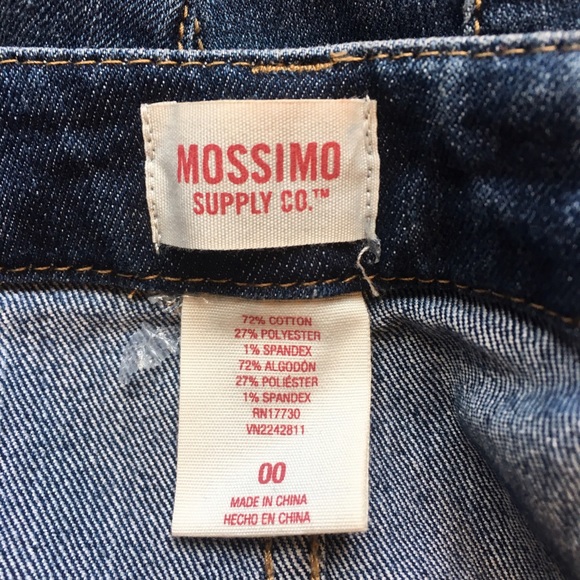 MOSSIMO
SUPPLY CO.™
72% COTTON
27% POLYESTER
1% SPANDEX
72% ALGODÓN
27% POLIÉSTER
1% SPANDEX
RN17730
VN2242811
00
MADE IN CHINA
HECHO EN CHINA